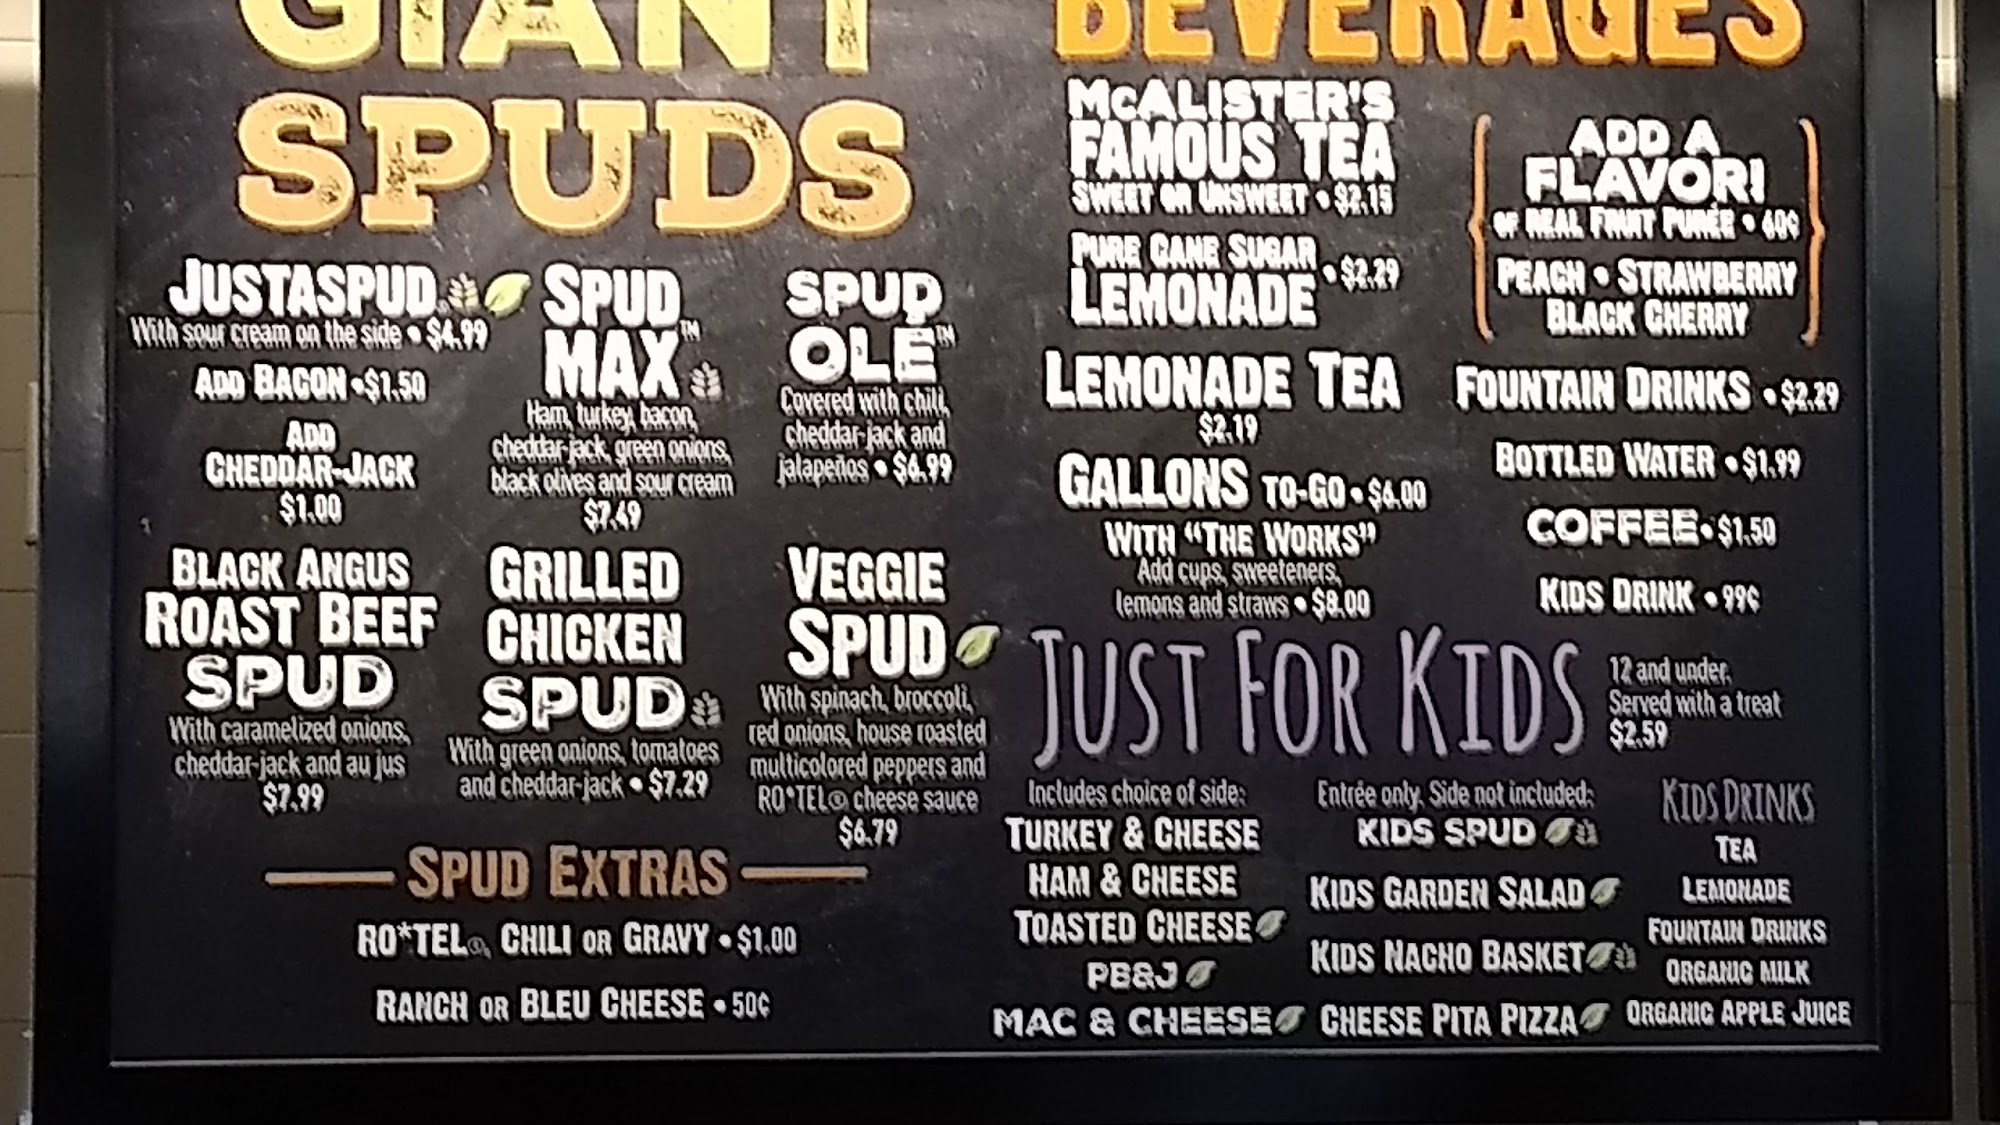 GIANT
SPUDS
JUSTASPUD
With sour cream on the side • $4.99
ADD BACON • $1.50
ADD
CHEDDAR-JACK
$1.00
SPUD
MAX™
Ham, turkey, bacon,
cheddar-jack, green onions,
black olives and sour cream
$7.49
SPUD
OLÉ™
Covered with chili,
cheddar-jack and
jalapeños • $6.99
BLACK ANGUS
ROAST BEEF
SPUD
With caramelized onions,
cheddar-jack and au jus
$7.99
GRILLED
CHICKEN
SPUD
With green onions, tomatoes
and cheddar-jack • $7.29
VEGGIE
SPUD
With spinach, broccoli,
red onions, house roasted
multicolored peppers and
RO*TEL® cheese sauce
$6.79
SPUD EXTRAS
RO*TEL®, CHILI OR GRAVY • $1.00
RANCH OR BLEU CHEESE • 50¢
BEVERAGES
MCALISTER'S
FAMOUS TEA
SWEET OR UNSWEET • $2.15
PURE CANE SUGAR
LEMONADE • $2.29
LEMONADE TEA
$2.19
GALLONS TO-GO • $6.00
WITH "THE WORKS"
Add cups, sweeteners,
lemons and straws • $8.00
ADD A
FLAVOR!
OF REAL FRUIT PURÉE • 60¢
PEACH • STRAWBERRY
BLACK CHERRY
FOUNTAIN DRINKS • $2.29
BOTTLED WATER • $1.99
COFFEE • $1.50
KIDS DRINK • 99¢
JUST FOR KIDS
12 and under.
Served with a treat
$2.59
Includes choice of side:
TURKEY & CHEESE
HAM & CHEESE
TOASTED CHEESE
PB&J
MAC & CHEESE
Entrée only. Side not included:
KIDS SPUD
KIDS GARDEN SALAD
KIDS NACHO BASKET
CHEESE PITA PIZZA
KIDS DRINKS
TEA
LEMONADE
FOUNTAIN DRINKS
ORGANIC MILK
ORGANIC APPLE JUICE